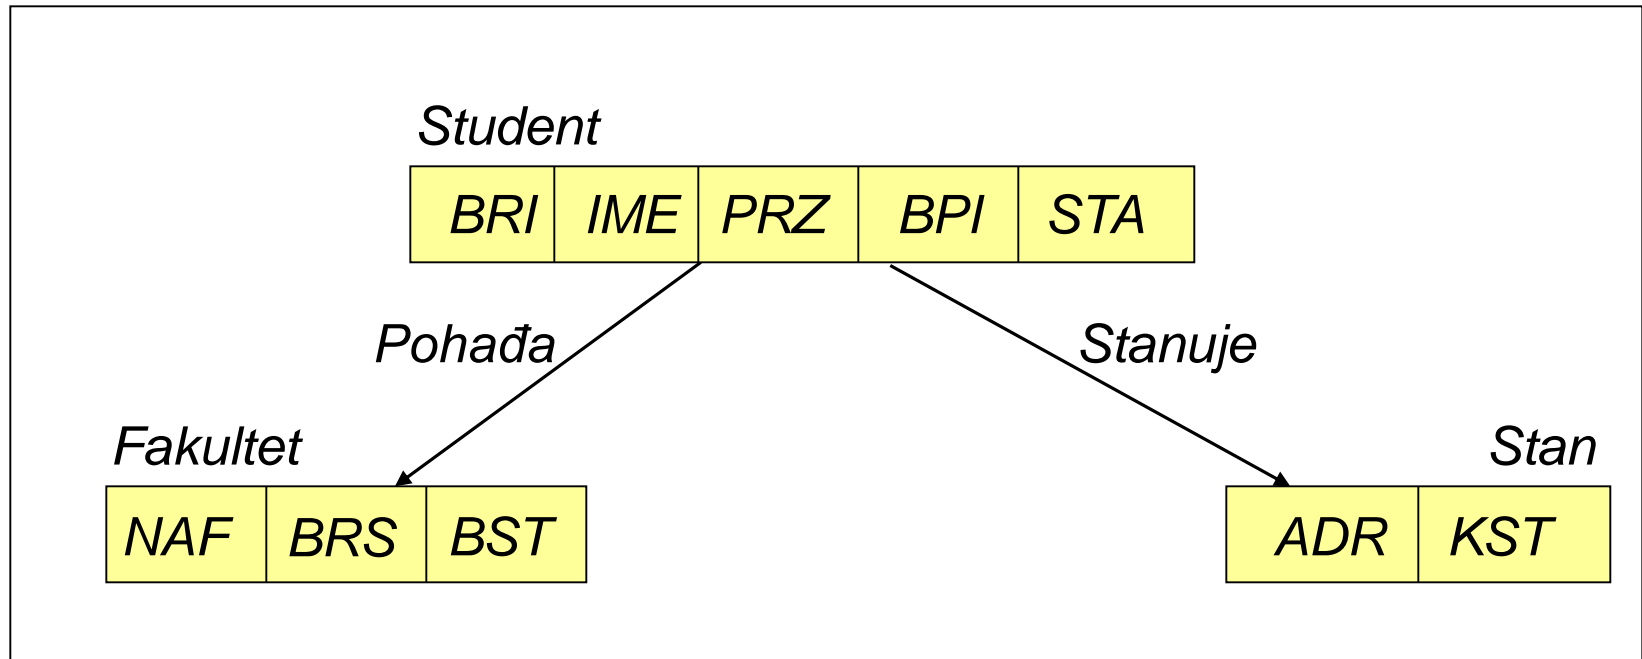 Student
BRI IME PRZ BPI STA
Pohađa
Stanuje
Fakultet
Stan
NAF BRS BST
ADR KST